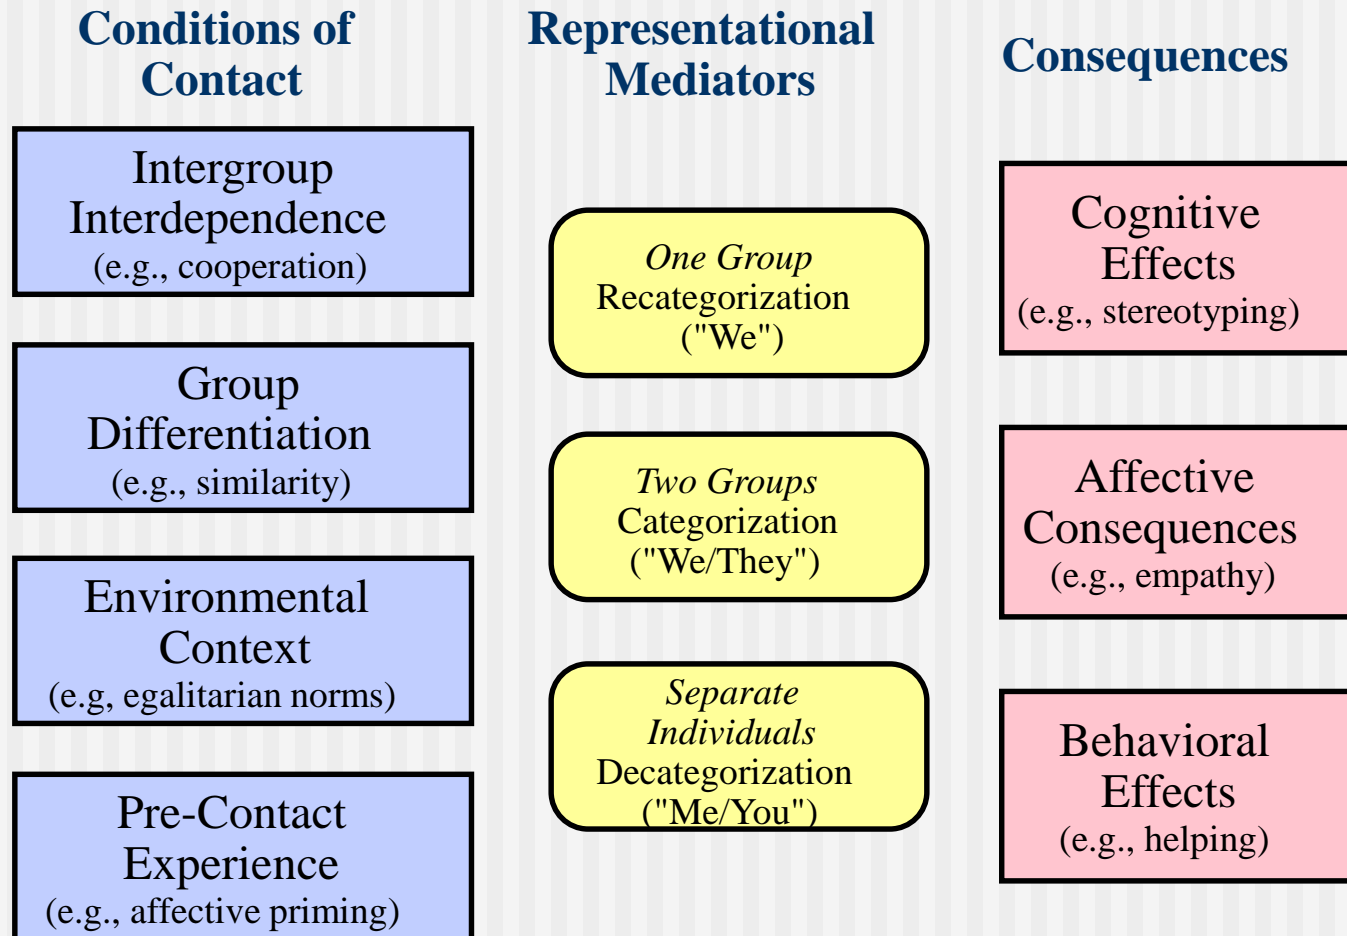 Conditions of
Contact
Intergroup
Interdependence
(e.g., cooperation)
Group
Differentiation
(e.g., similarity)
Environmental
Context
(e.g, egalitarian norms)
Pre-Contact
Experience
(e.g., affective priming)
Representational
Mediators
One Group
Recategorization
("We")
Two Groups
Categorization
("We/They")
Separate
Individuals
Decategorization
("Me/You")
Consequences
Cognitive
Effects
(e.g., stereotyping)
Affective
Consequences
(e.g., empathy)
Behavioral
Effects
(e.g., helping)